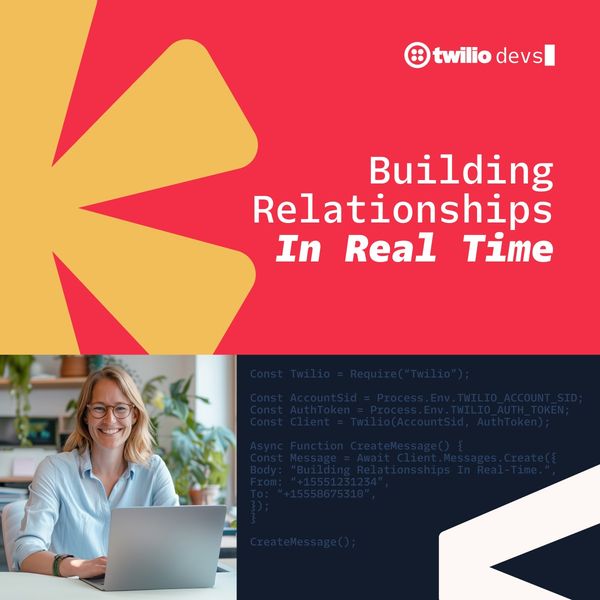 twilio devs
Building
Relationships
In Real Time
Const Twilio = Require("Twilio");
Const AccountSid = Process.Env.TWILIO_ACCOUNT_SID;
Const AuthToken = Process.Env.TWILIO_AUTH_TOKEN;
Const Client = Twilio(AccountSid, AuthToken);
Async Function CreateMessage() {
Const Message = Await Client.Messages.Create({
Body: "Building Relationships In Real-Time.",
From: "+15551231234",
To: "+15558675310",
});
}
CreateMessage();